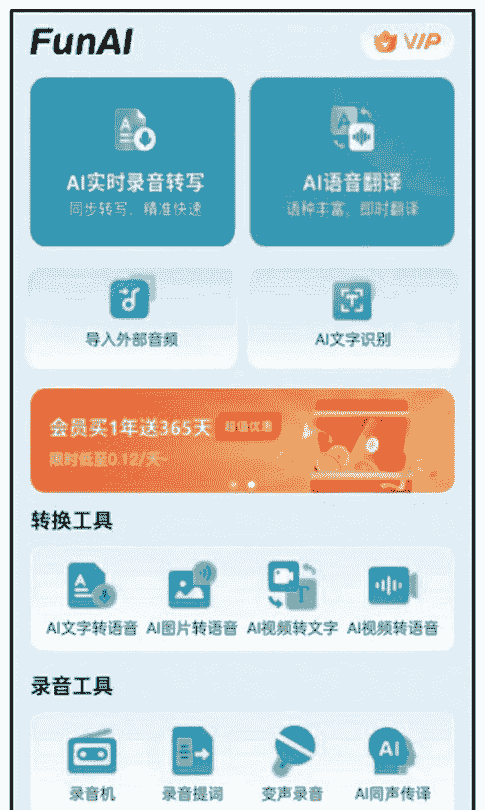 FunAI
VIP
AI实时录音转写
同步转写，精准快速
AI语音翻译
语种丰富，即时翻译
导入外部音频
AI文字识别
会员买1年送365天
超值优惠
限时低至0.12/天~
转换工具
AI文字转语音
AI图片转语音
AI视频转文字
AI视频转语音
录音工具
录音机
录音提词
变声录音
AI同声传译